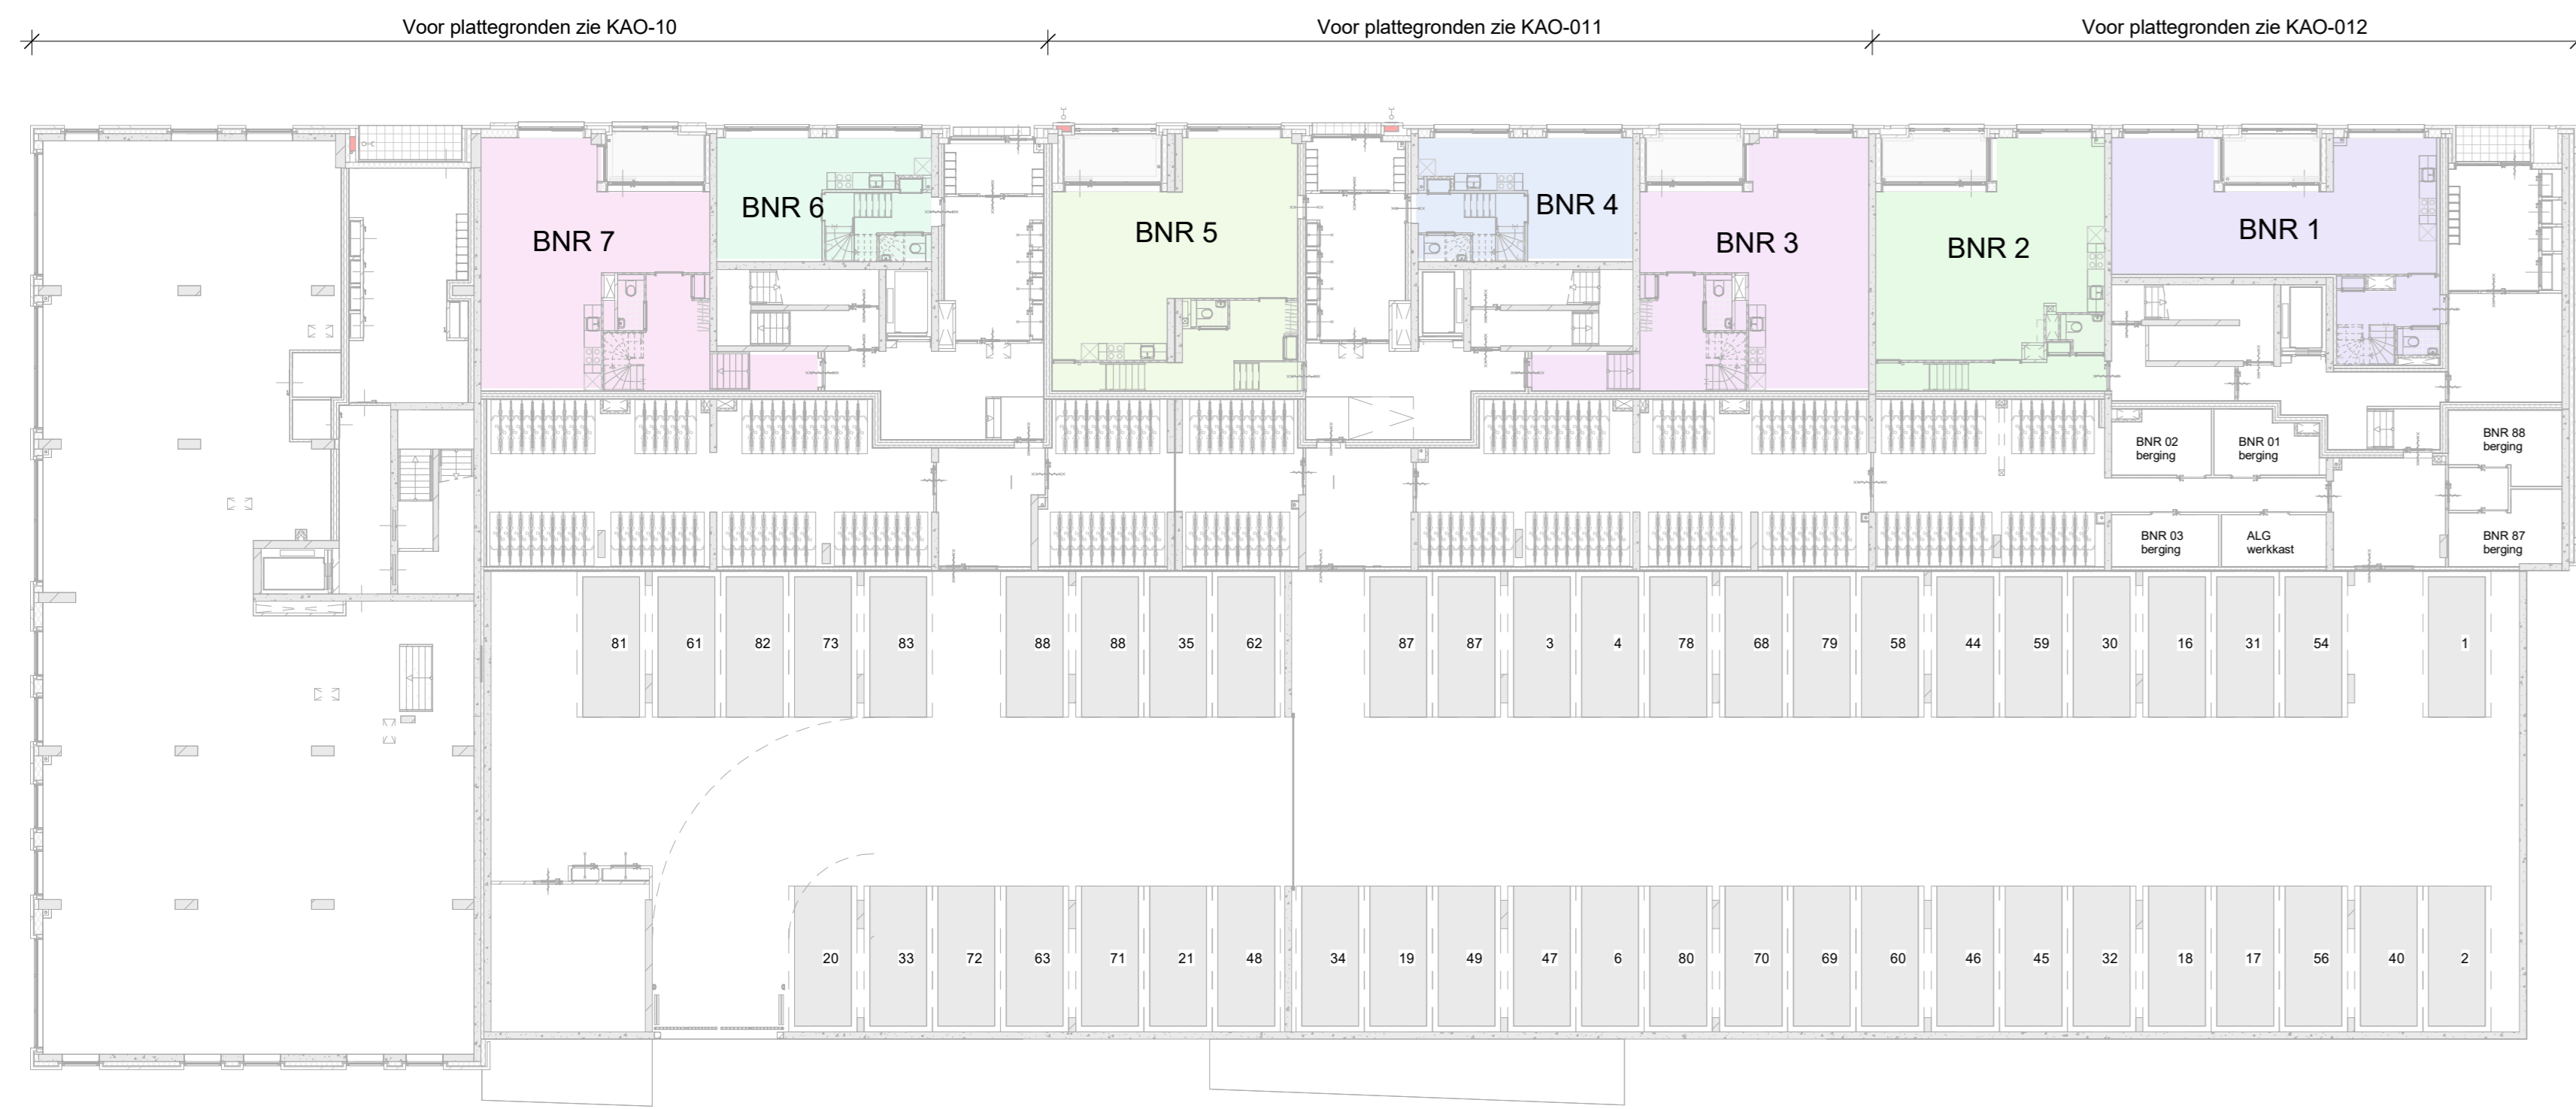 Voor plattegronden zie KAO-10
Voor plattegronden zie KAO-011
Voor plattegronden zie KAO-012
BNR 7
BNR 6
BNR 5
BNR 4
BNR 3
BNR 2
BNR 1
BNR 02
berging
BNR 01
berging
BNR 88
berging
BNR 03
berging
ALG
werkkast
BNR 87
berging
81 61 82 73 83 88 88 35 62 87 87 3 4 78 68 79 58 44 59 30 16 31 54 1
20 33 72 63 71 21 48 34 19 49 47 6 80 70 69 60 46 45 32 18 17 56 40 2